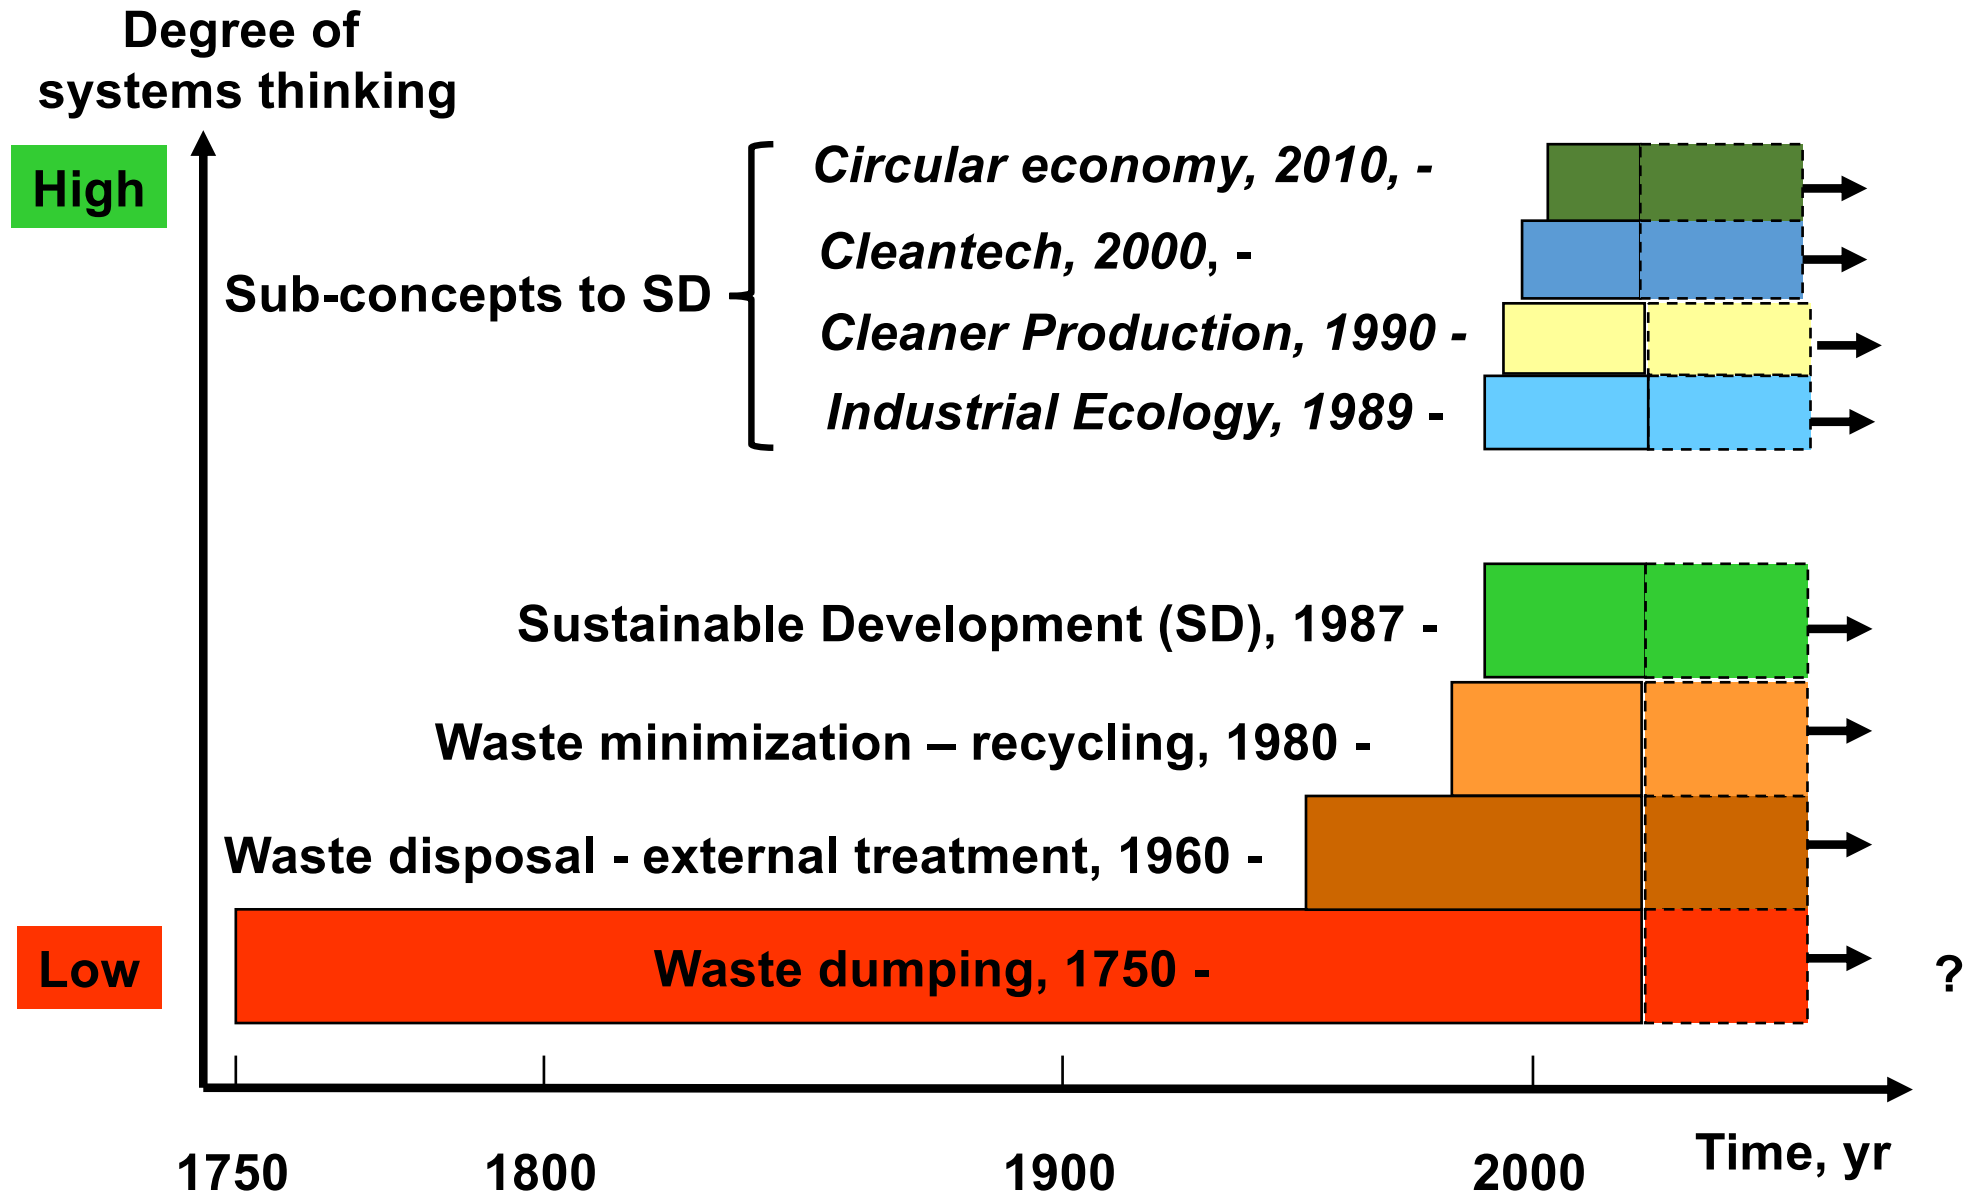 Degree of
systems thinking
High
Circular economy, 2010, -
Cleantech, 2000, -
Sub-concepts to SD
Cleaner Production, 1990 -
Industrial Ecology, 1989 -
Sustainable Development (SD), 1987 -
Waste minimization – recycling, 1980 -
Waste disposal - external treatment, 1960 -
Low
Waste dumping, 1750 -
?
1750
1800
1900
2000
Time, yr